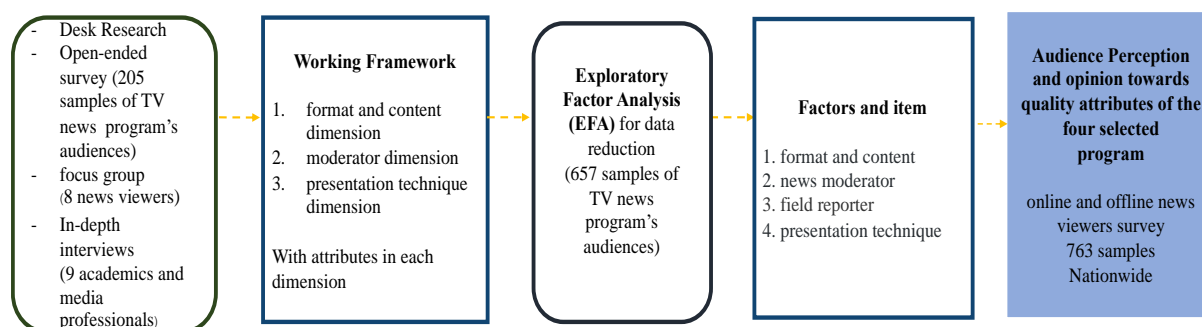 - Desk Research
- Open-ended
survey (205
samples of TV
news program's
audiences)
- focus group
(8 news viewers)
- In-depth
interviews
(9 academics and
media
professionals)
Working Framework
1. format and content
dimension
2. moderator dimension
3. presentation technique
dimension
With attributes in each
dimension
Exploratory
Factor Analysis
(EFA) for data
reduction
(657 samples of
TV news
program's
audiences)
Factors and item
1. format and content
2. news moderator
3. field reporter
4. presentation technique
Audience Perception
and opinion towards
quality attributes of the
four selected
program
online and offline news
viewers survey
763 samples
Nationwide